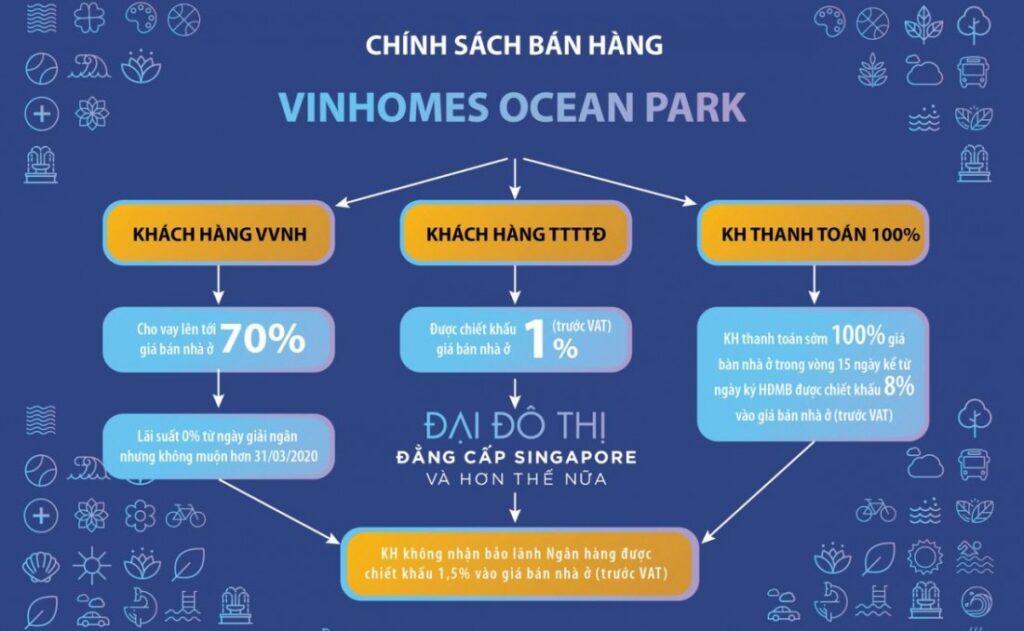 CHÍNH SÁCH BÁN HÀNG
VINHOMES OCEAN PARK
KHÁCH HÀNG VVNH
Cho vay lên tới
giá bán nhà ở 70%
Lãi suất 0% từ ngày giải ngân
nhưng không muộn hơn 31/03/2020
KHÁCH HÀNG TTTTĐ
Được chiết khấu
giá bán nhà ở 1% (trước VAT)
ĐẠI ĐÔ THỊ
ĐẲNG CẤP SINGAPORE
VÀ HƠN THẾ NỮA
KH THANH TOÁN 100%
KH thanh toán sớm 100% giá
bàn nhà ở trong vòng 15 ngày kể từ
ngày ký HĐMB được chiết khấu 8%
vào giá bán nhà ở (trước VAT)
KH không nhận bảo lãnh Ngân hàng được
chiết khấu 1,5% vào giá bán nhà ở (trước VAT)